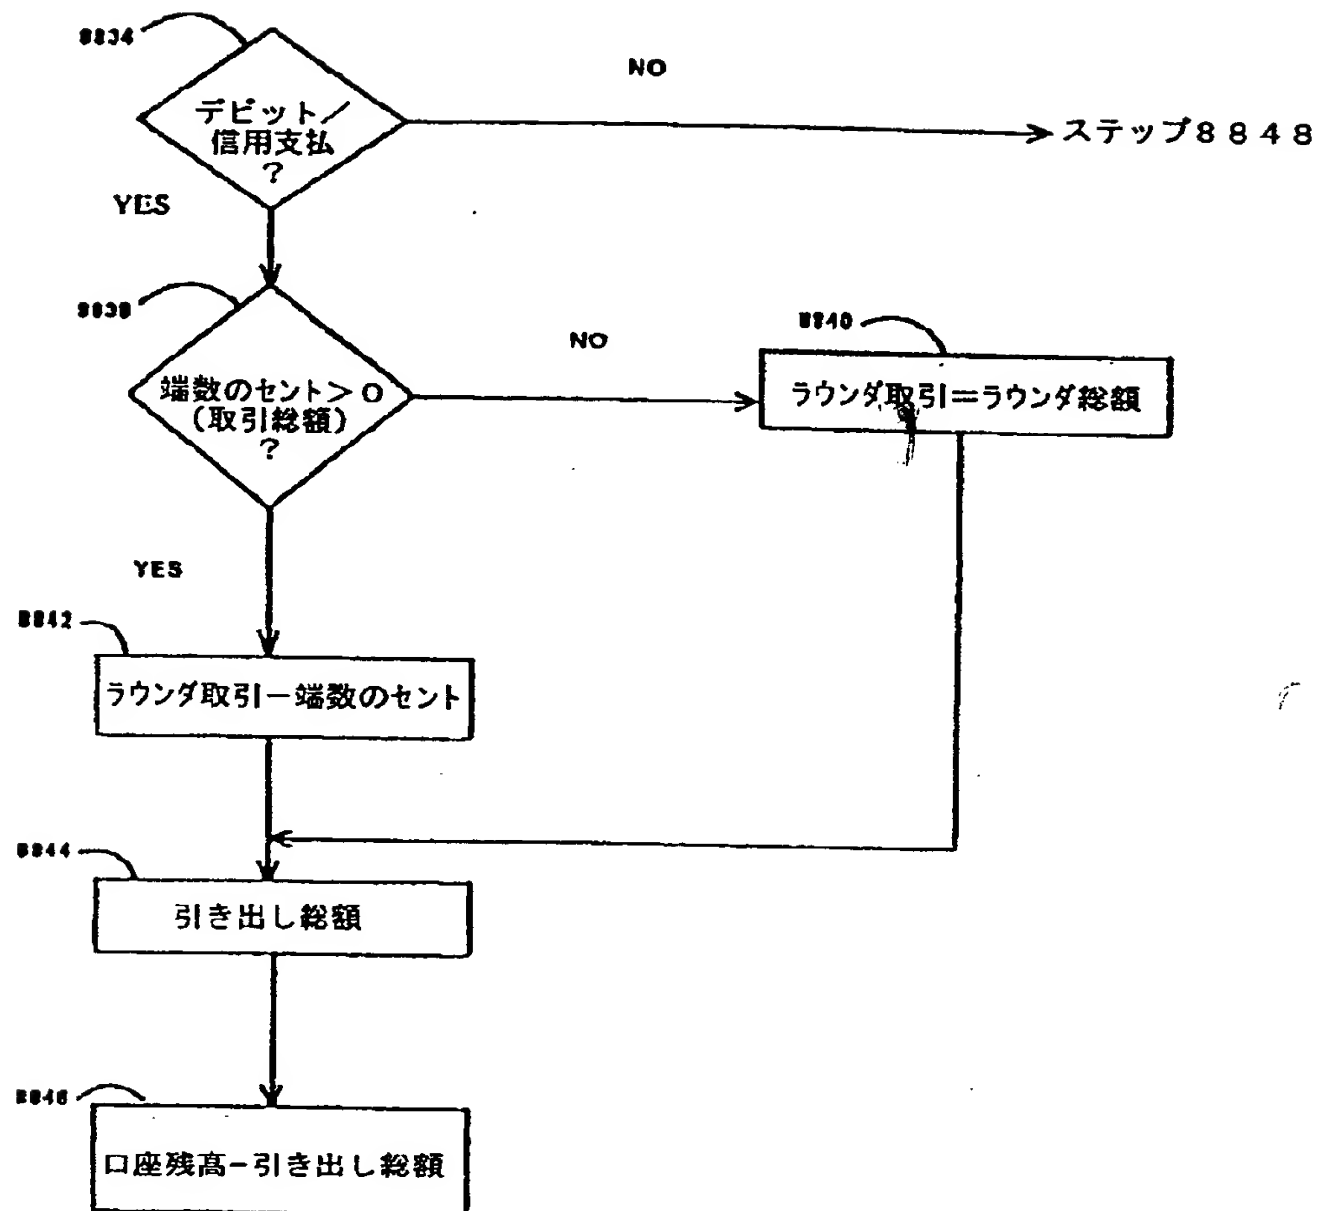 8834
NO
デビット／
信用支払
?
ステップ８８４８
YES
8840
NO
端数のセント＞０
(取引総額)
?
ラウンダ取引＝ラウンダ総額
YES
8842
ラウンダ取引－端数のセント
8844
引き出し総額
8846
口座残高-引き出し総額